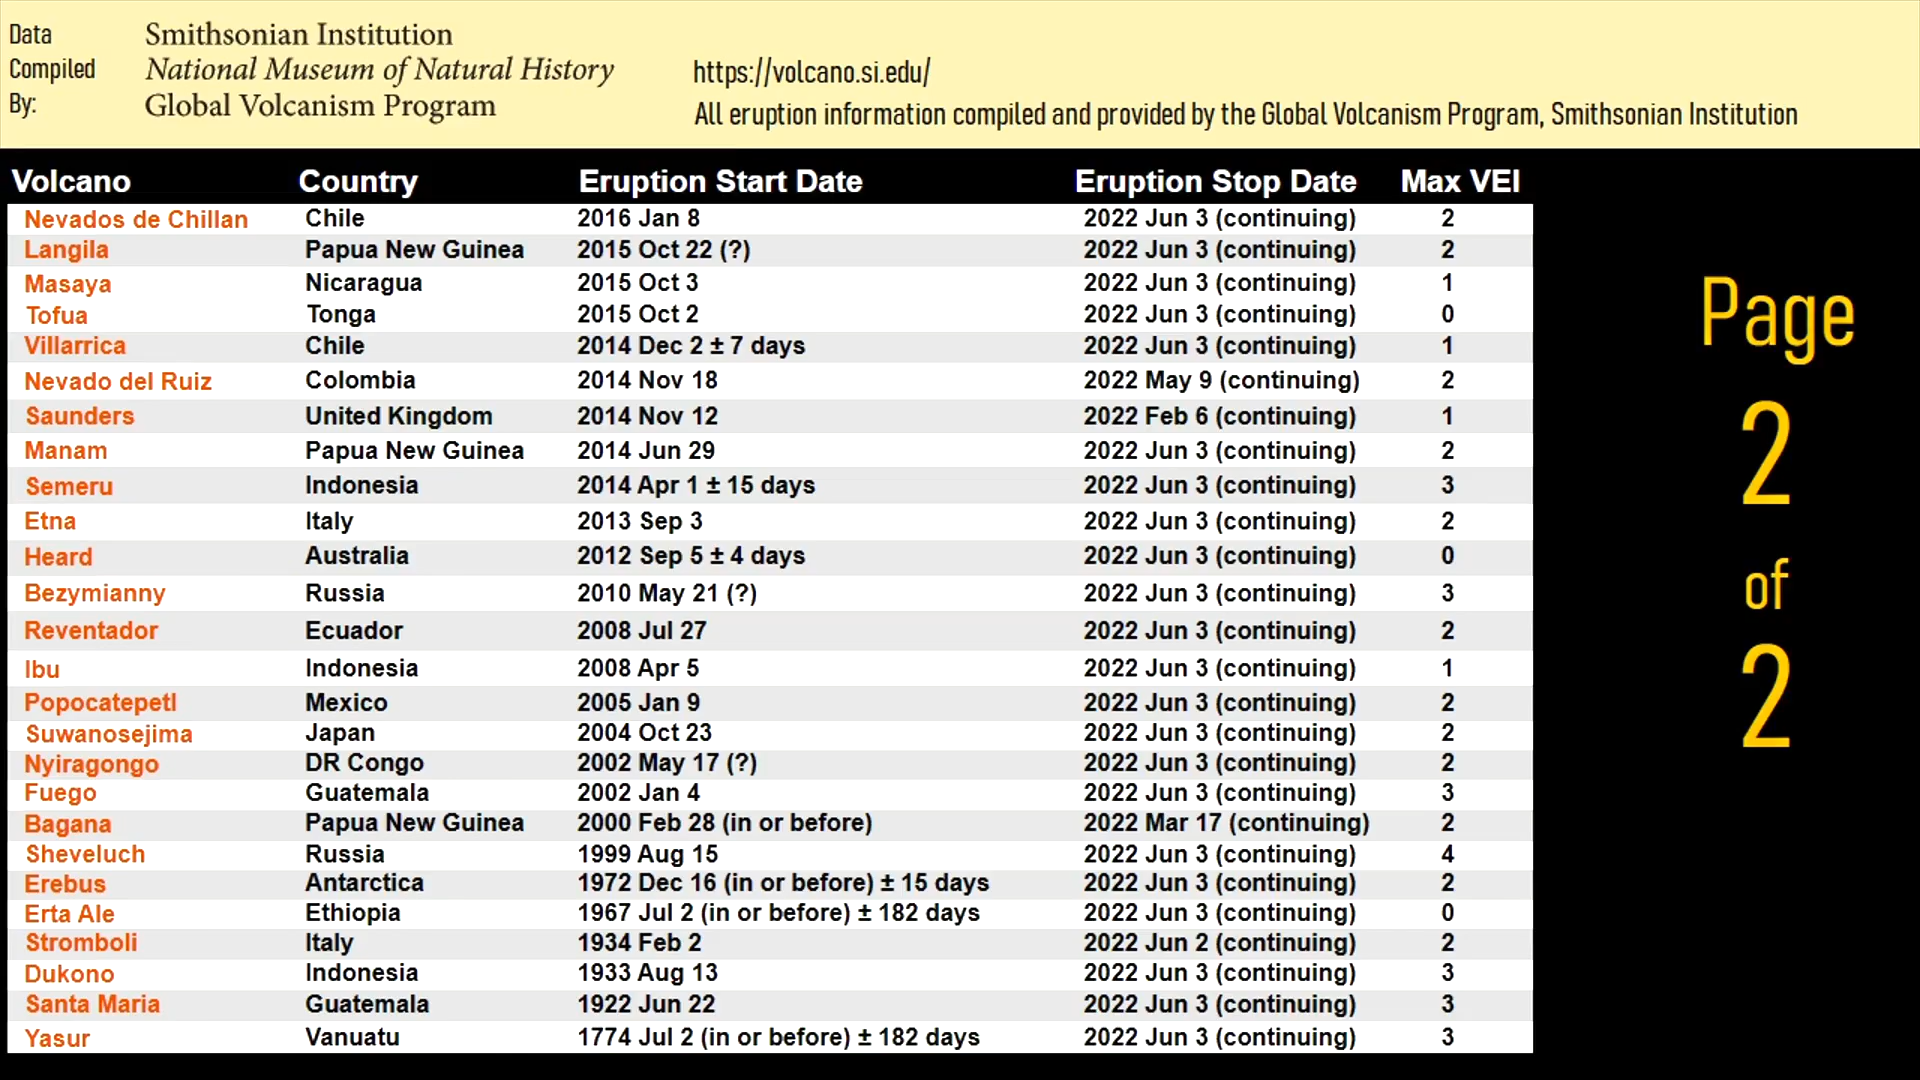 Data Compiled By:
Smithsonian Institution
National Museum of Natural History
Global Volcanism Program
https://volcano.si.edu/
All eruption information compiled and provided by the Global Volcanism Program, Smithsonian Institution
Volcano Country Eruption Start Date Eruption Stop Date Max VEI
Nevados de Chillan Chile 2016 Jan 8 2022 Jun 3 (continuing) 2
Langila Papua New Guinea 2015 Oct 22 (?) 2022 Jun 3 (continuing) 2
Masaya Nicaragua 2015 Oct 3 2022 Jun 3 (continuing) 1
Tofua Tonga 2015 Oct 2 2022 Jun 3 (continuing) 0
Villarrica Chile 2014 Dec 2 ± 7 days 2022 Jun 3 (continuing) 1
Nevado del Ruiz Colombia 2014 Nov 18 2022 May 9 (continuing) 2
Saunders United Kingdom 2014 Nov 12 2022 Feb 6 (continuing) 1
Manam Papua New Guinea 2014 Jun 29 2022 Jun 3 (continuing) 2
Semeru Indonesia 2014 Apr 1 ± 15 days 2022 Jun 3 (continuing) 3
Etna Italy 2013 Sep 3 2022 Jun 3 (continuing) 2
Heard Australia 2012 Sep 5 ± 4 days 2022 Jun 3 (continuing) 0
Bezymianny Russia 2010 May 21 (?) 2022 Jun 3 (continuing) 3
Reventador Ecuador 2008 Jul 27 2022 Jun 3 (continuing) 2
Ibu Indonesia 2008 Apr 5 2022 Jun 3 (continuing) 1
Popocatepetl Mexico 2005 Jan 9 2022 Jun 3 (continuing) 2
Suwanosejima Japan 2004 Oct 23 2022 Jun 3 (continuing) 2
Nyiragongo DR Congo 2002 May 17 (?) 2022 Jun 3 (continuing) 2
Fuego Guatemala 2002 Jan 4 2022 Jun 3 (continuing) 3
Bagana Papua New Guinea 2000 Feb 28 (in or before) 2022 Mar 17 (continuing) 2
Sheveluch Russia 1999 Aug 15 2022 Jun 3 (continuing) 4
Erebus Antarctica 1972 Dec 16 (in or before) ± 15 days 2022 Jun 3 (continuing) 2
Erta Ale Ethiopia 1967 Jul 2 (in or before) ± 182 days 2022 Jun 3 (continuing) 0
Stromboli Italy 1934 Feb 2 2022 Jun 2 (continuing) 2
Dukono Indonesia 1933 Aug 13 2022 Jun 3 (continuing) 3
Santa Maria Guatemala 1922 Jun 22 2022 Jun 3 (continuing) 3
Yasur Vanuatu 1774 Jul 2 (in or before) ± 182 days 2022 Jun 3 (continuing) 3
Page
2
of
2